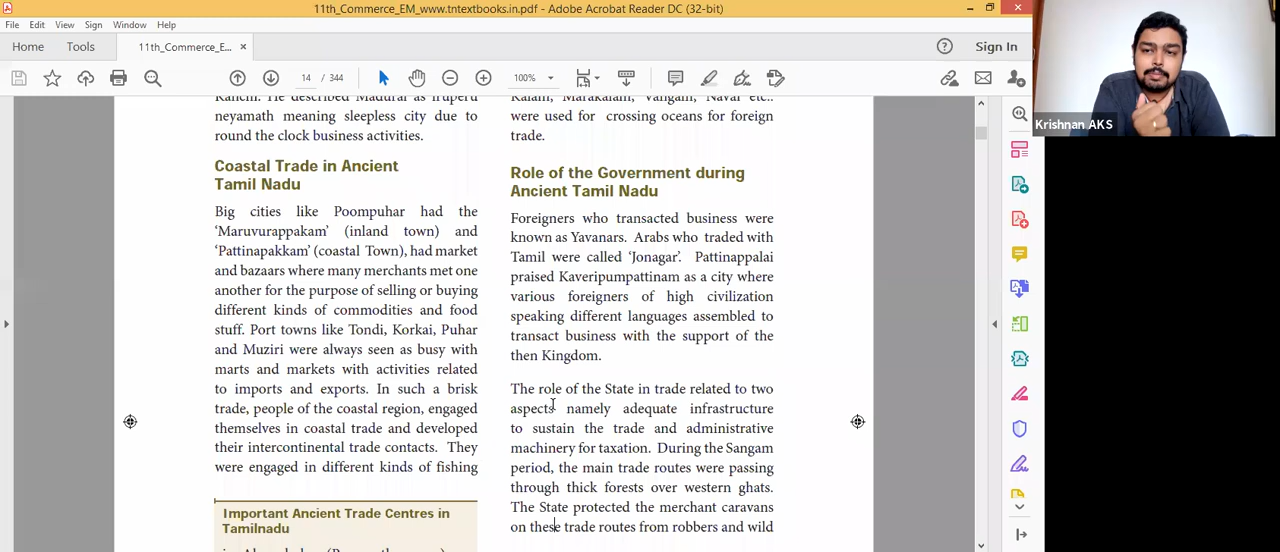 11th_Commerce_EM_www.tntextbooks.in.pdf - Adobe Acrobat Reader DC (32-bit)
File Edit View Sign Window Help
Home Tools 11th_Commerce_E... × Sign In
14 / 344 100%
Kanchi. He described Madurai as Iruperu
neyamath meaning sleepless city due to
round the clock business activities.
Coastal Trade in Ancient
Tamil Nadu
Big cities like Poompuhar had the
‘Maruvurappakam’ (inland town) and
‘Pattinapakkam’ (coastal Town), had market
and bazaars where many merchants met one
another for the purpose of selling or buying
different kinds of commodities and food
stuff. Port towns like Tondi, Korkai, Puhar
and Muziri were always seen as busy with
marts and markets with activities related
to imports and exports. In such a brisk
trade, people of the coastal region, engaged
themselves in coastal trade and developed
their intercontinental trade contacts. They
were engaged in different kinds of fishing
Important Ancient Trade Centres in
Tamilnadu
Kalam, Marakalam, Vangam, Navai etc..
were used for crossing oceans for foreign
trade.
Role of the Government during
Ancient Tamil Nadu
Foreigners who transacted business were
known as Yavanars. Arabs who traded with
Tamil were called ‘Jonagar’. Pattinappalai
praised Kaveripumpattinam as a city where
various foreigners of high civilization
speaking different languages assembled to
transact business with the support of the
then Kingdom.
The role of the State in trade related to two
aspects namely adequate infrastructure
to sustain the trade and administrative
machinery for taxation. During the Sangam
period, the main trade routes were passing
through thick forests over western ghats.
The State protected the merchant caravans
on these trade routes from robbers and wild
Krishnan AKS